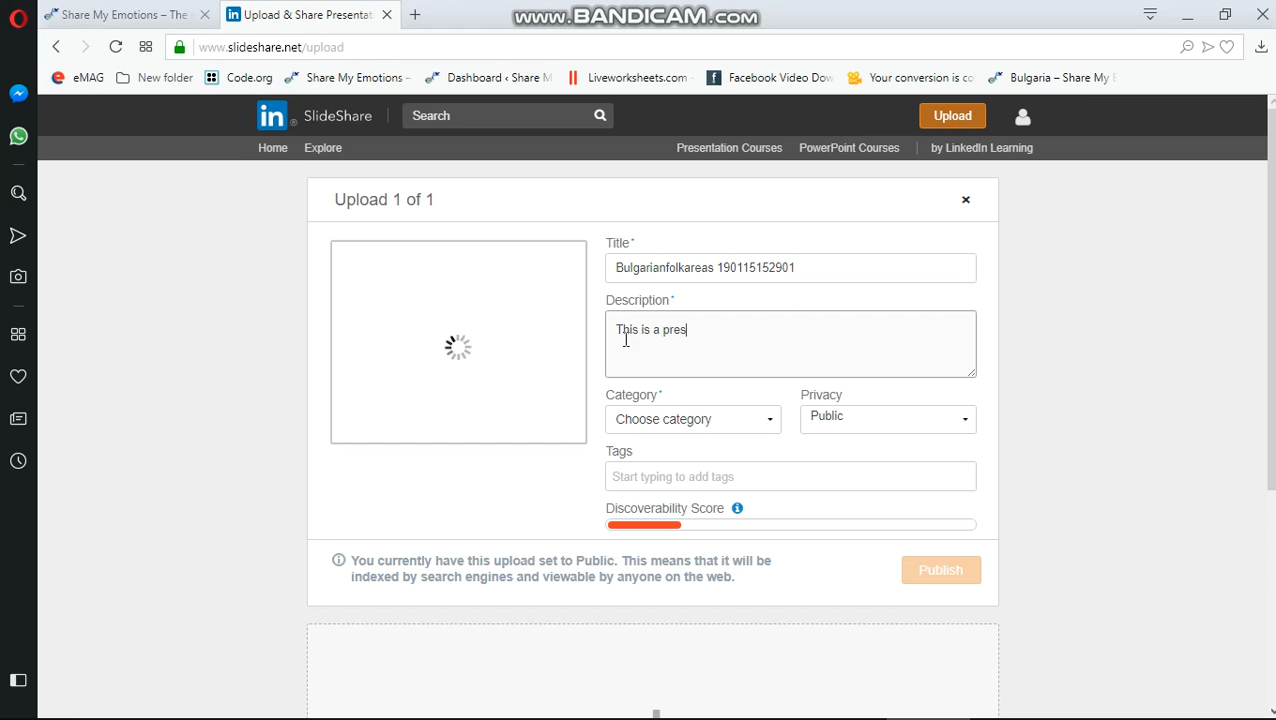 www.BANDICAM.com
Share My Emotions – The
Upload & Share Presentat
www.slideshare.net/upload
eMAG
New folder
Code.org
Share My Emotions –
Dashboard ‹ Share M
Liveworksheets.com -
Facebook Video Dow
Your conversion is co
Bulgaria – Share My E
in
SlideShare
Search
Upload
Home
Explore
Presentation Courses
PowerPoint Courses
by LinkedIn Learning
Upload 1 of 1
Title*
Bulgarianfolkareas 190115152901
Description*
This is a pres
Category*
Privacy
Choose category
Public
Tags
Start typing to add tags
Discoverability Score
You currently have this upload set to Public. This means that it will be
indexed by search engines and viewable by anyone on the web.
Publish